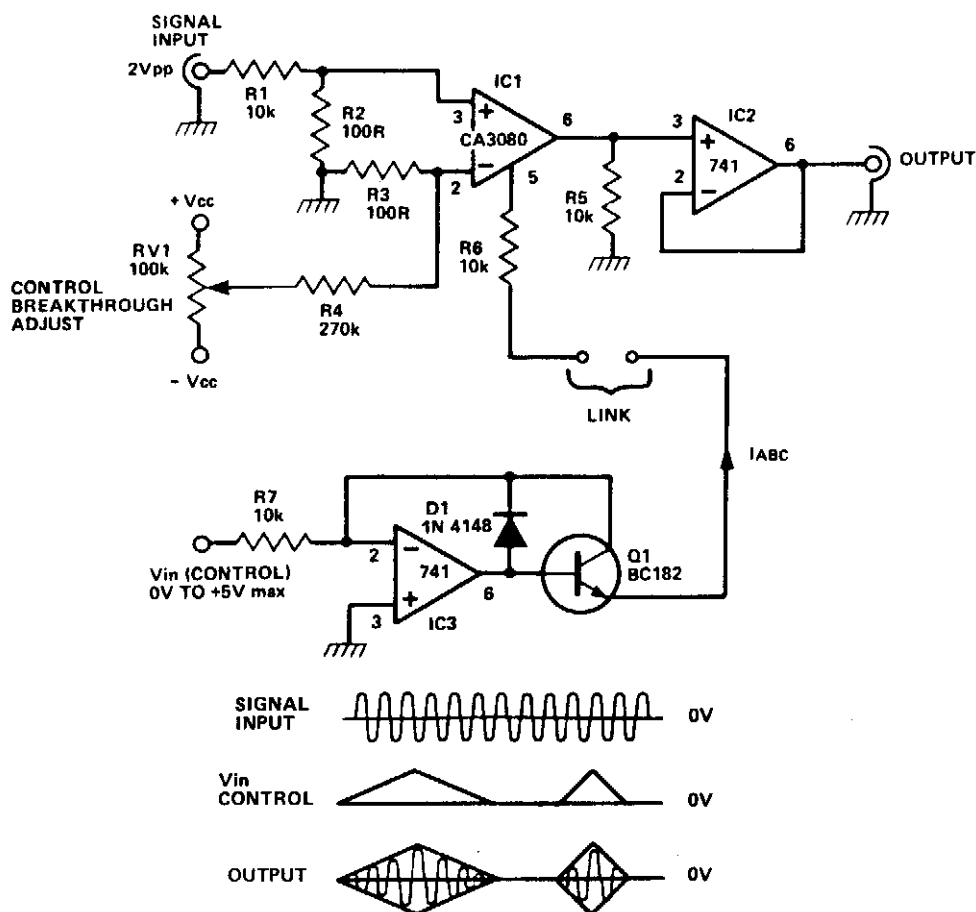 SIGNAL
INPUT
2Vpp
R1
10k
R2
100R
R3
100R
3
+
IC1
CA3080
−
2
6
5
R5
10k
R6
10k
IC2
3
+
741
2
−
6
OUTPUT
+ Vcc
RV1
100k
CONTROL
BREAKTHROUGH
ADJUST
− Vcc
R4
270k
LINK
IABC
R7
10k
Vin (CONTROL)
0V TO +5V max
2
−
741
+
3
6
IC3
D1
1N 4148
Q1
BC182
SIGNAL
INPUT
0V
Vin
CONTROL
0V
OUTPUT
0V